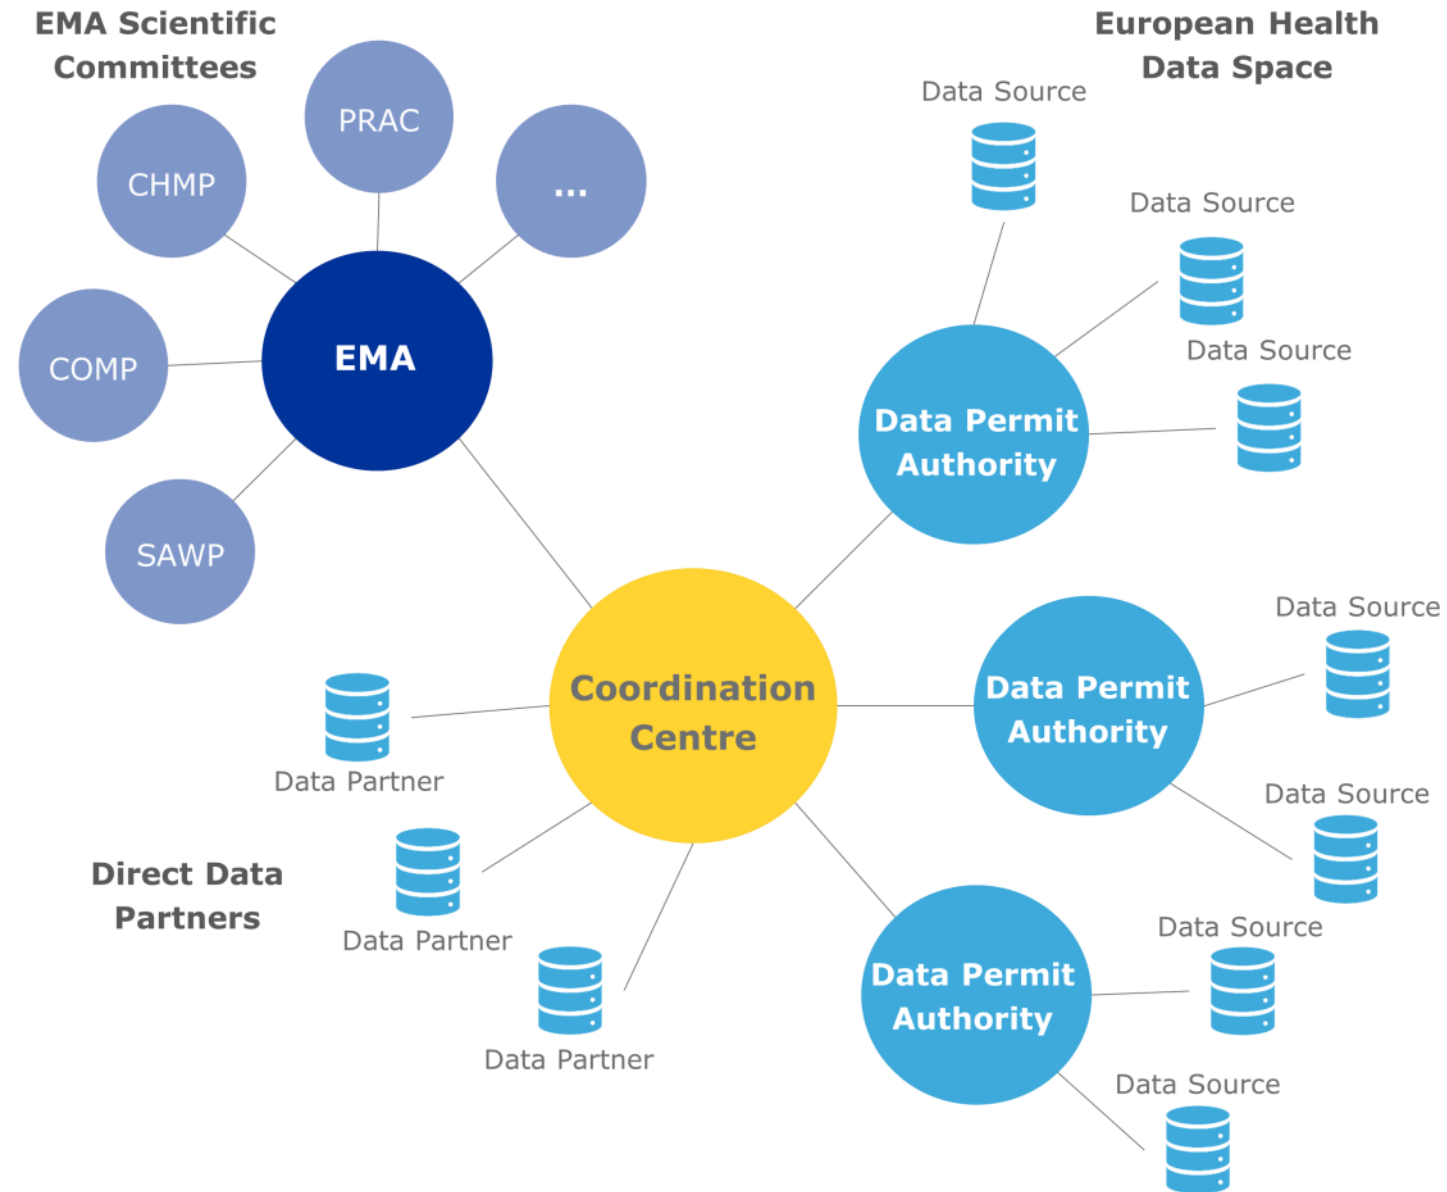 EMA Scientific
Committees
PRAC
CHMP
...
COMP
EMA
SAWP
European Health
Data Space
Data Source
Data Source
Data Source
Data Permit
Authority
Coordination
Centre
Data Permit
Authority
Data Source
Data Source
Data Partner
Direct Data
Partners
Data Partner
Data Partner
Data Permit
Authority
Data Source
Data Source